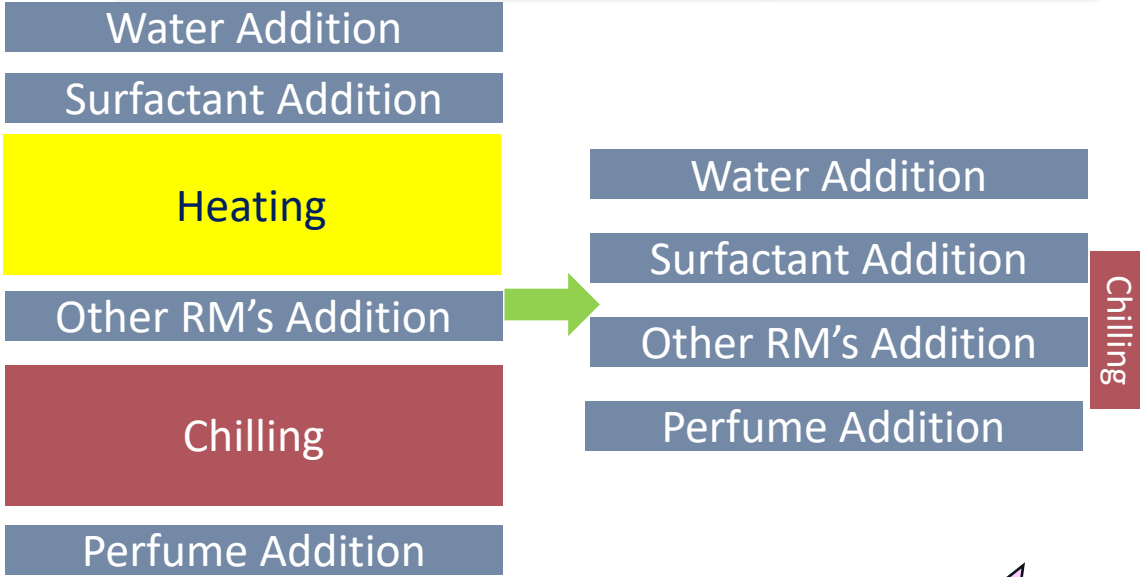 Water Addition
Surfactant Addition
Heating
Other RM’s Addition
Chilling
Perfume Addition
Water Addition
Surfactant Addition
Other RM’s Addition
Perfume Addition
Chilling